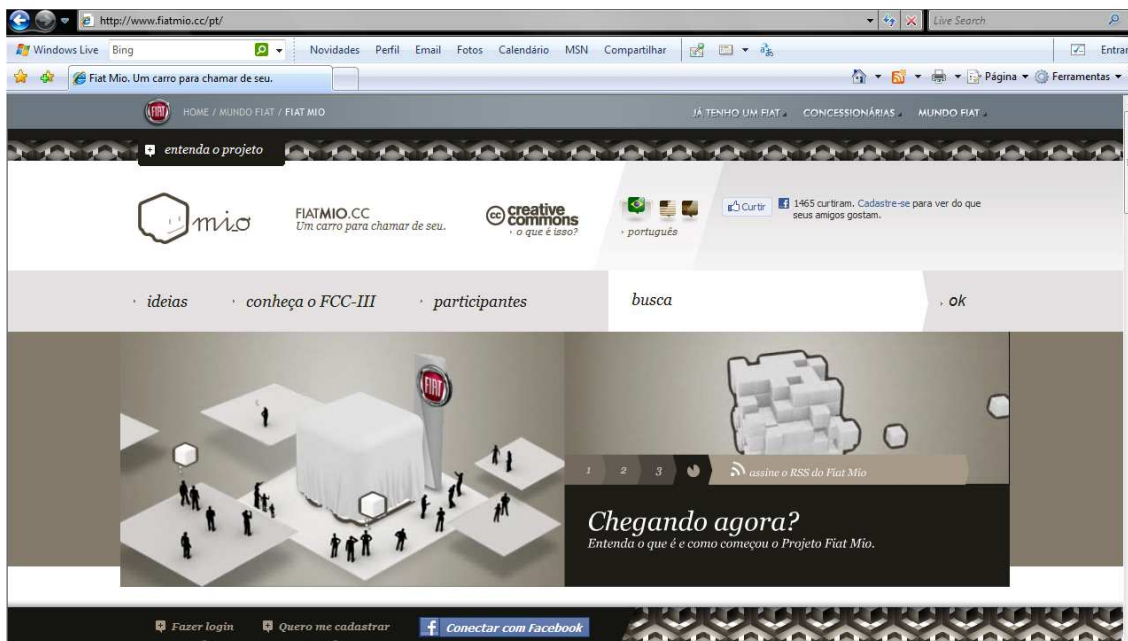 http://www.fiatmio.cc/pt/
Live Search
Windows Live Bing Novidades Perfil Email Fotos Calendário MSN Compartilhar Entrar
Fiat Mio. Um carro para chamar de seu.
Página Ferramentas
FIAT HOME / MUNDO FIAT / FIAT MIO JÁ TENHO UM FIAT CONCESSIONÁRIAS MUNDO FIAT
entenda o projeto
mio
FIATMIO.CC
Um carro para chamar de seu.
cc creative commons
o que é isso?
português
Curtir
1465 curtiram. Cadastre-se para ver do que
seus amigos gostam.
ideias conheça o FCC-III participantes busca ok
FIAT
1 2 3 assine o RSS do Fiat Mio
Chegando agora?
Entenda o que é e como começou o Projeto Fiat Mio.
Fazer login Quero me cadastrar f Conectar com Facebook